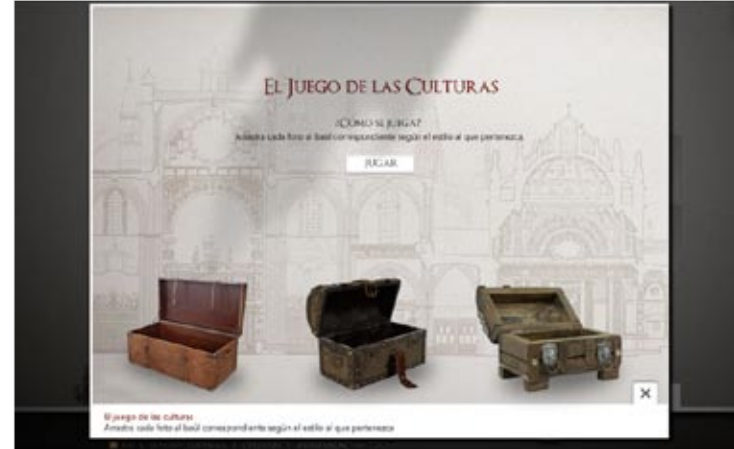 EL JUEGO DE LAS CULTURAS
¿CÓMO SE JUEGA?
Arrastra cada foto al baúl correspondiente según el estilo al que pertenezca
JUGAR
El juego de las culturas
Arrastra cada foto al baúl correspondiente según el estilo al que pertenezca